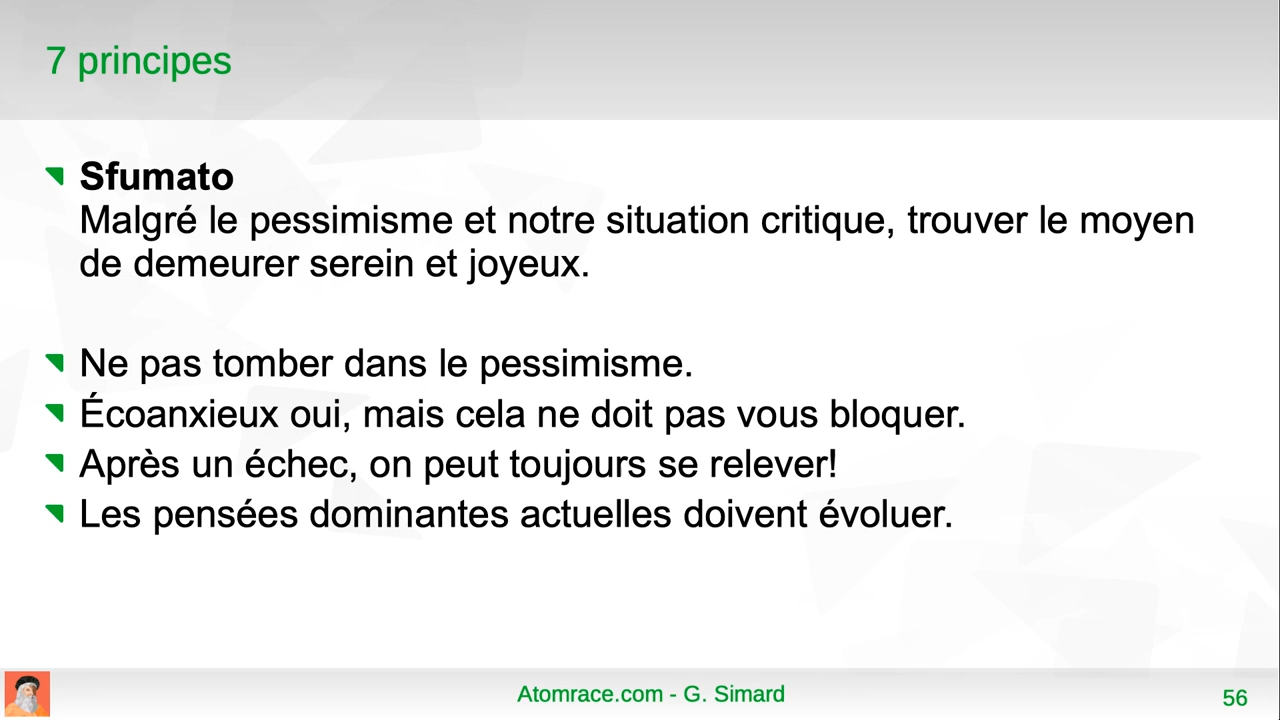 7 principes
Sfumato
Malgré le pessimisme et notre situation critique, trouver le moyen
de demeurer serein et joyeux.
Ne pas tomber dans le pessimisme.
Écoanxieux oui, mais cela ne doit pas vous bloquer.
Après un échec, on peut toujours se relever!
Les pensées dominantes actuelles doivent évoluer.
Atomrace.com - G. Simard
56